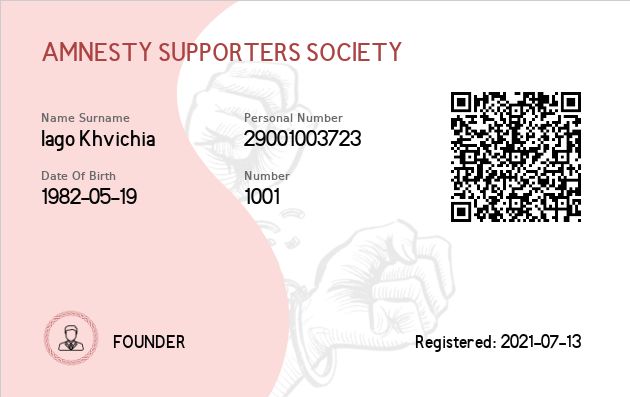 AMNESTY SUPPORTERS SOCIETY
Name Surname
Iago Khvichia
Personal Number
29001003723
Date Of Birth
1982-05-19
Number
1001
FOUNDER
Registered: 2021-07-13